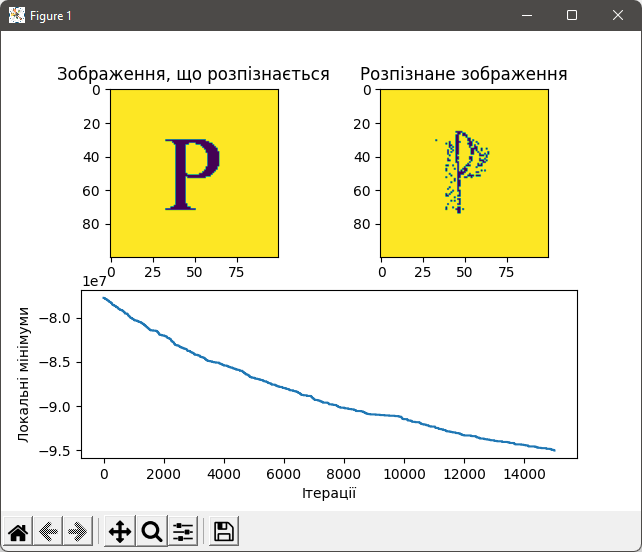 Figure 1
Зображення, що розпізнається
Розпізнане зображення
0
20
40
60
80
P
0 25 50 75
0
20
40
60
80
P
0 25 50 75
1e7
−8.0
−8.5
−9.0
−9.5
Локальні мінімуми
0 2000 4000 6000 8000 10000 12000 14000
Ітерації